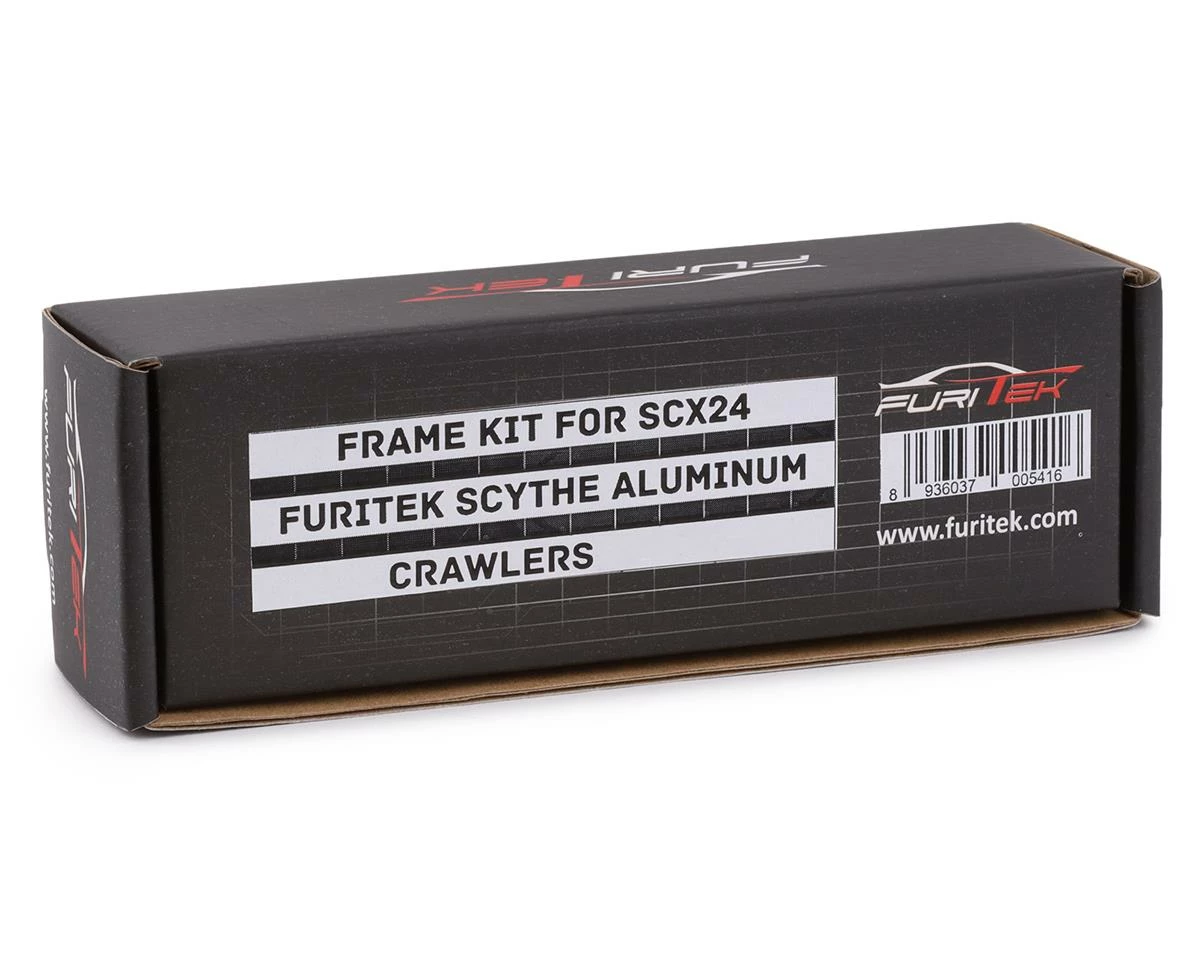 FURITEK
FRAME KIT FOR SCX24
FURITEK SCYTHE ALUMINUM
CRAWLERS
FURITEK
8 936037 005416
www.furitek.com
FURITEK
www.furitek.com